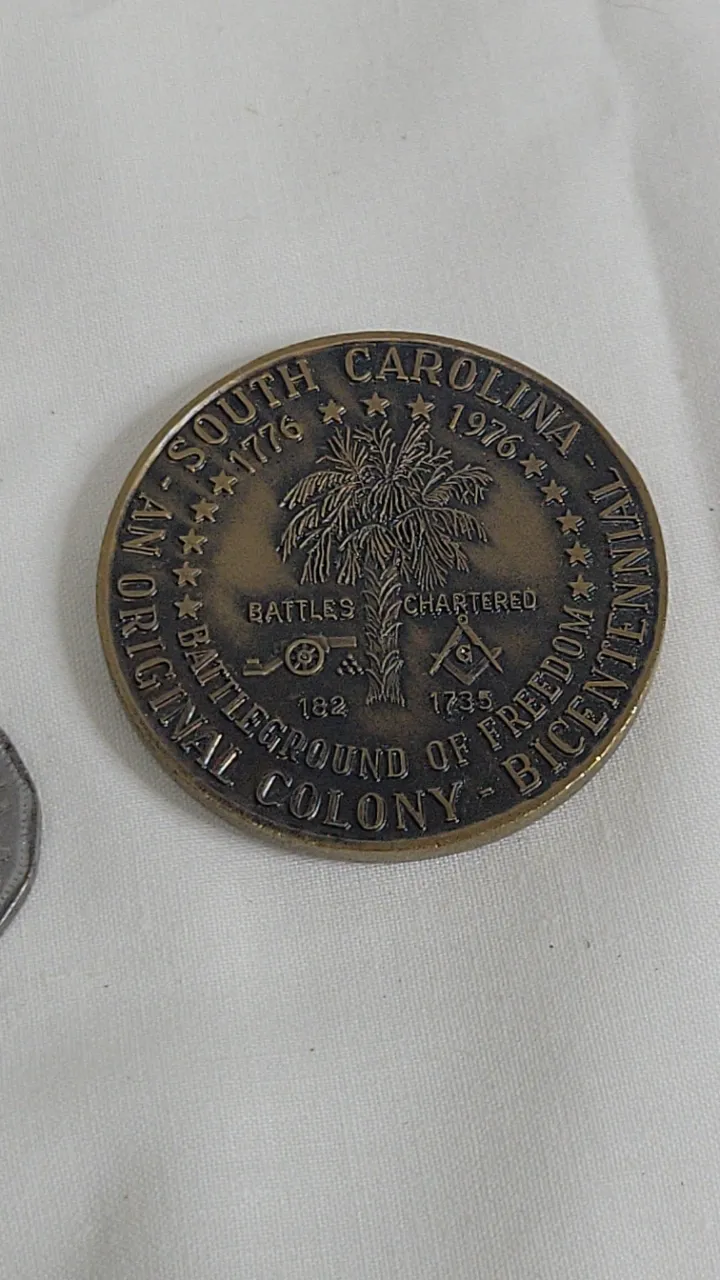 SOUTH CAROLINA - BICENTENNIAL - AN ORIGINAL COLONY -
1776 1976
BATTLES CHARTERED
G
182 1735
BATTLEGROUND OF FREEDOM